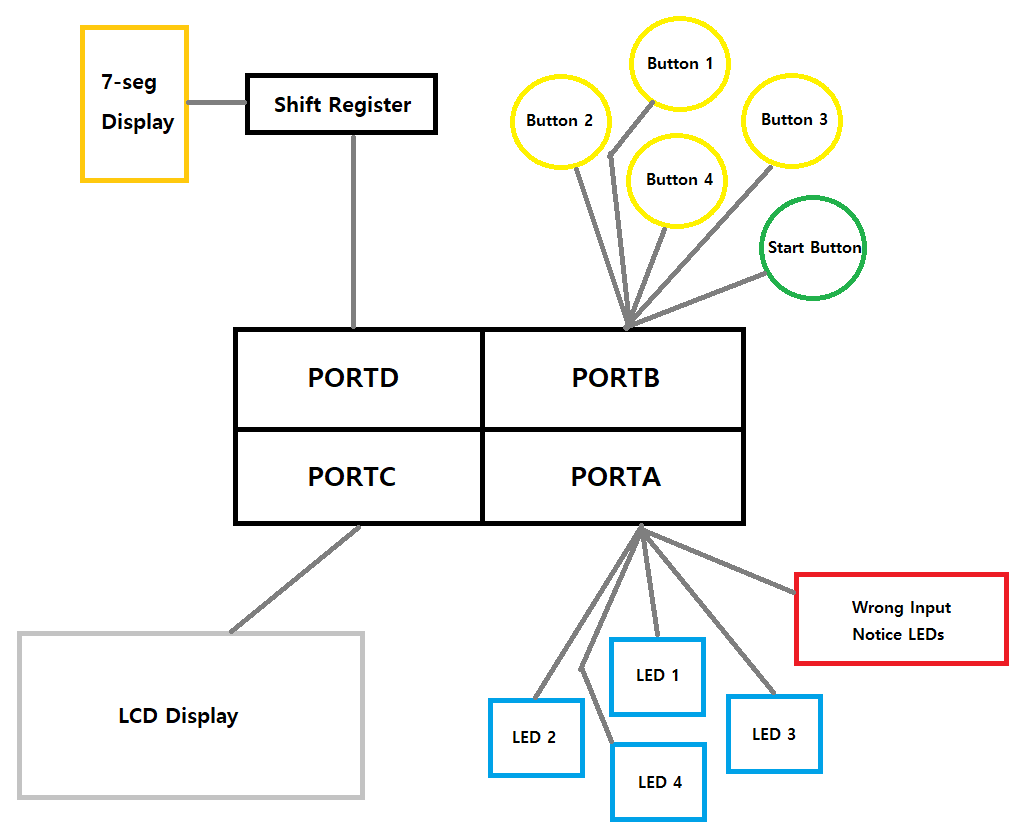 7-seg
Display
Shift Register
Button 1
Button 2
Button 3
Button 4
Start Button
PORTD
PORTB
PORTC
PORTA
Wrong Input
Notice LEDs
LED 1
LED 2
LED 3
LED 4
LCD Display